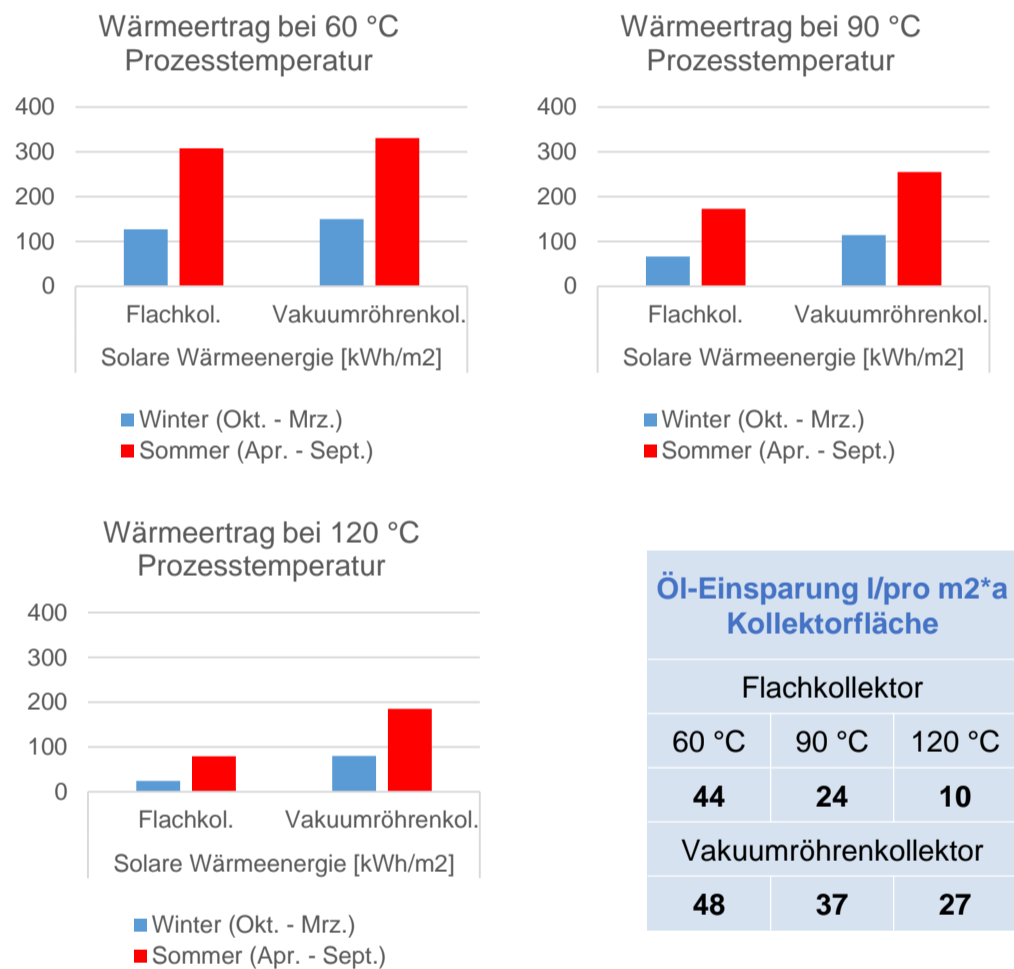 Wärmeertrag bei 60 °C
Prozesstemperatur
400
300
200
100
0
Flachkol.
Vakuumröhrenkol.
Solare Wärmeenergie [kWh/m2]
Winter (Okt. - Mrz.)
Sommer (Apr. - Sept.)
Wärmeertrag bei 90 °C
Prozesstemperatur
400
300
200
100
0
Flachkol.
Vakuumröhrenkol.
Solare Wärmeenergie [kWh/m2]
Winter (Okt. - Mrz.)
Sommer (Apr. - Sept.)
Wärmeertrag bei 120 °C
Prozesstemperatur
400
300
200
100
0
Flachkol.
Vakuumröhrenkol.
Solare Wärmeenergie [kWh/m2]
Winter (Okt. - Mrz.)
Sommer (Apr. - Sept.)
Öl-Einsparung l/pro m2*a
Kollektorfläche
Flachkollektor
60 °C 90 °C 120 °C
44 24 10
Vakuumröhrenkollektor
48 37 27